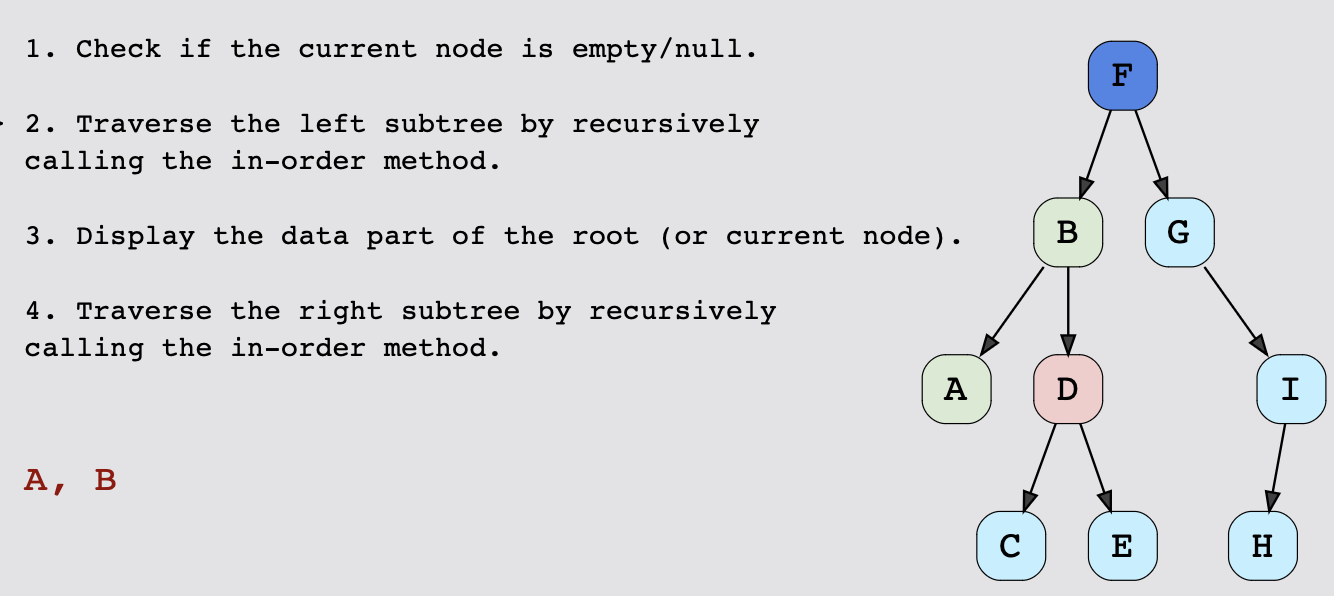 1. Check if the current node is empty/null.
2. Traverse the left subtree by recursively
calling the in-order method.
3. Display the data part of the root (or current node).
4. Traverse the right subtree by recursively
calling the in-order method.
A, B
F
B
G
A
D
I
C
E
H